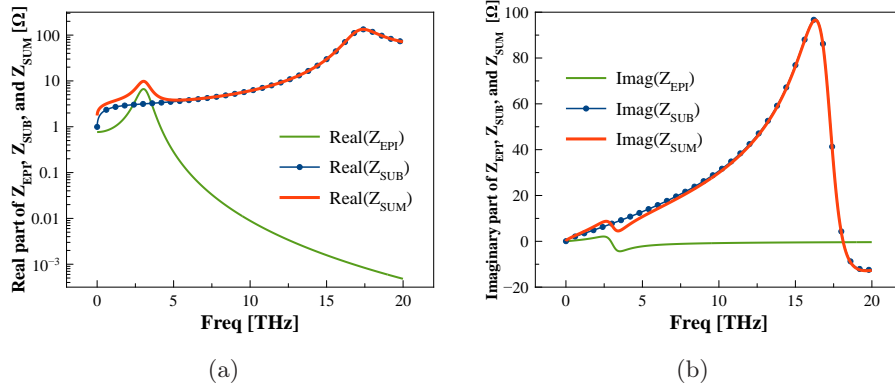 Real part of Z_EPI, Z_SUB, and Z_SUM [Ω]
100
10
1
0.1
0.01
10⁻³
0
5
10
15
20
Freq [THz]
Real(Z_EPI)
Real(Z_SUB)
Real(Z_SUM)
(a)
Imaginary part of Z_EPI, Z_SUB, and Z_SUM [Ω]
100
80
60
40
20
0
−20
0
5
10
15
20
Freq [THz]
Imag(Z_EPI)
Imag(Z_SUB)
Imag(Z_SUM)
(b)